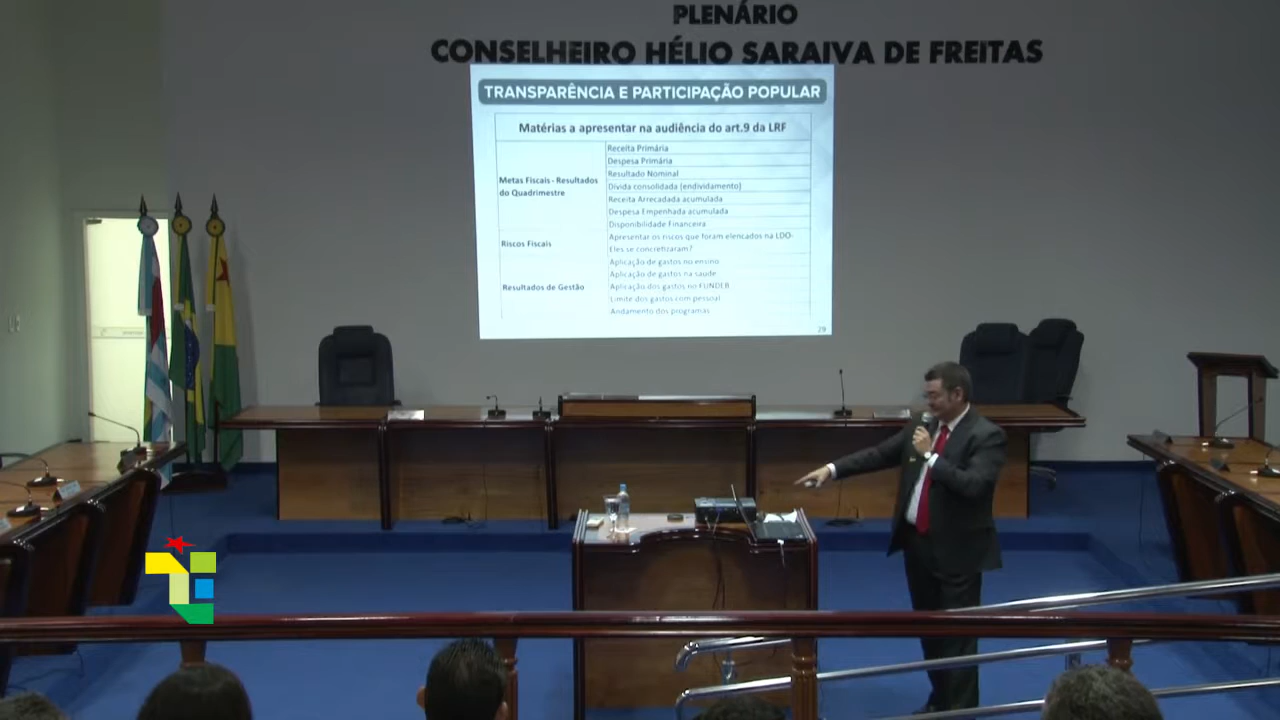 PLENÁRIO
CONSELHEIRO HÉLIO SARAIVA DE FREITAS
TRANSPARÊNCIA E PARTICIPAÇÃO POPULAR
Matérias a apresentar na audiência do art.9 da LRF
Metas Fiscais - Resultados
do Quadrimestre
Receita Primária
Despesa Primária
Resultado Nominal
Dívida consolidada (endividamento)
Receita Arrecadada acumulada
Despesa Empenhada acumulada
Disponibilidade Financeira
Riscos Fiscais
Apresentar os riscos que foram elencados na LDO-
Eles se concretizaram?
Resultados de Gestão
Aplicação de gastos no ensino
Aplicação de gastos na saúde
Aplicação dos gastos no FUNDEB
Limite dos gastos com pessoal
Andamento dos programas
29